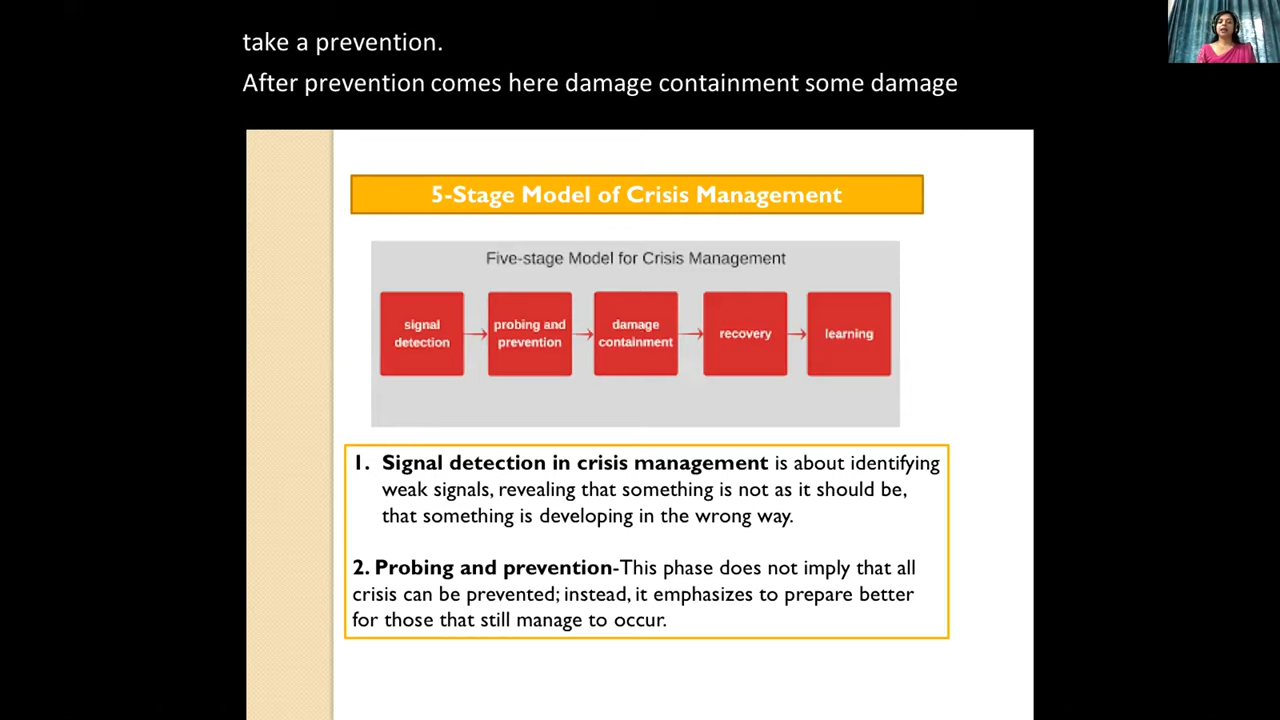 take a prevention.
After prevention comes here damage containment some damage
5-Stage Model of Crisis Management
Five-stage Model for Crisis Management
signal
detection
probing and
prevention
damage
containment
recovery
learning
1. Signal detection in crisis management is about identifying
weak signals, revealing that something is not as it should be,
that something is developing in the wrong way.
2. Probing and prevention-This phase does not imply that all
crisis can be prevented; instead, it emphasizes to prepare better
for those that still manage to occur.